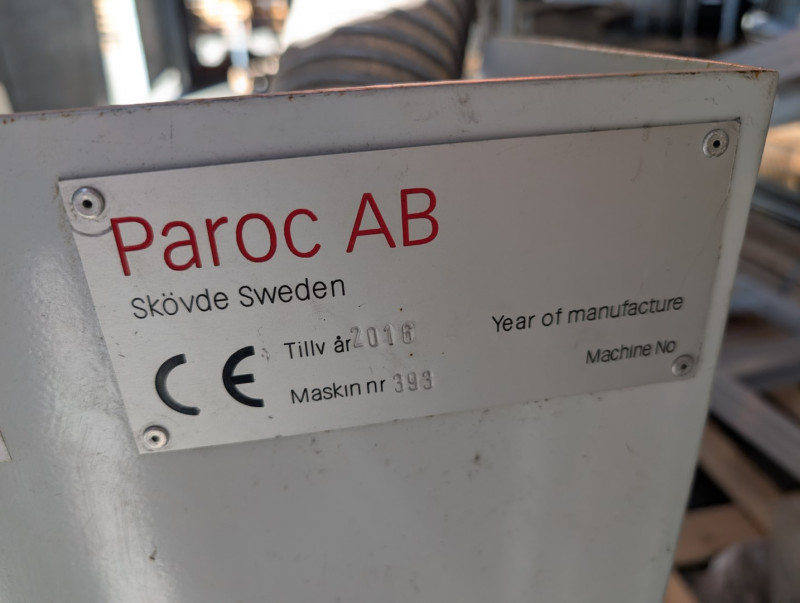 Paroc AB
Skövde Sweden
CE
Tillv år 2016 Year of manufacture
Maskin nr 393 Machine No